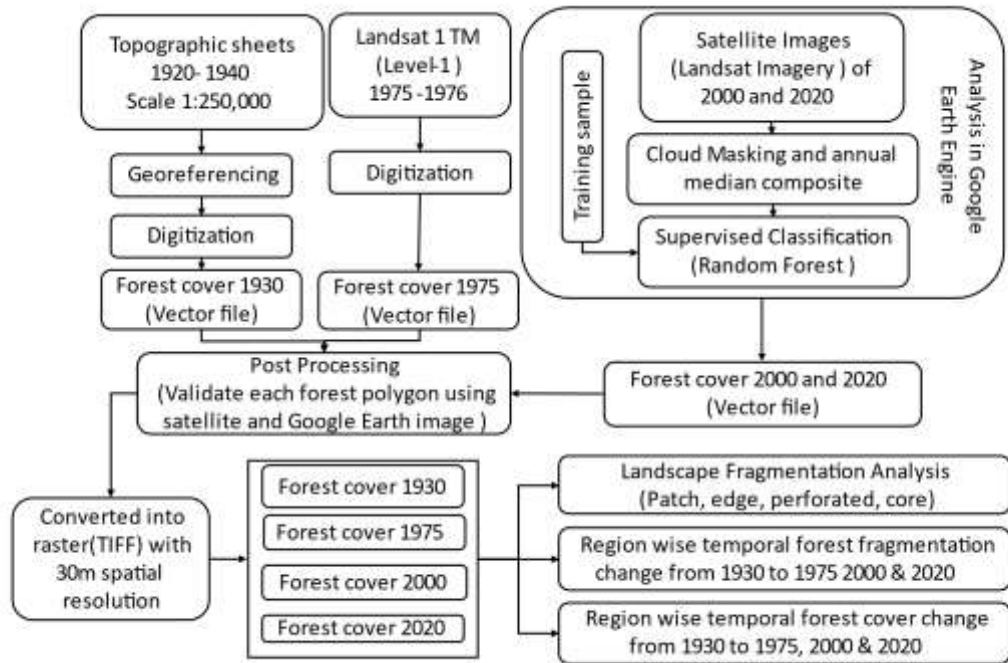 Topographic sheets
1920- 1940
Scale 1:250,000
Landsat 1 TM
(Level-1 )
1975 -1976
Satellite Images
(Landsat Imagery ) of
2000 and 2020
Analysis in Google
Earth Engine
Training sample
Georeferencing
Digitization
Cloud Masking and annual
median composite
Digitization
Supervised Classification
(Random Forest )
Forest cover 1930
(Vector file)
Forest cover 1975
(Vector file)
Post Processing
(Validate each forest polygon using
satellite and Google Earth image )
Forest cover 2000 and 2020
(Vector file)
Converted into
raster(TIFF) with
30m spatial
resolution
Forest cover 1930
Forest cover 1975
Forest cover 2000
Forest cover 2020
Landscape Fragmentation Analysis
(Patch, edge, perforated, core)
Region wise temporal forest fragmentation
change from 1930 to 1975 2000 & 2020
Region wise temporal forest cover change
from 1930 to 1975, 2000 & 2020